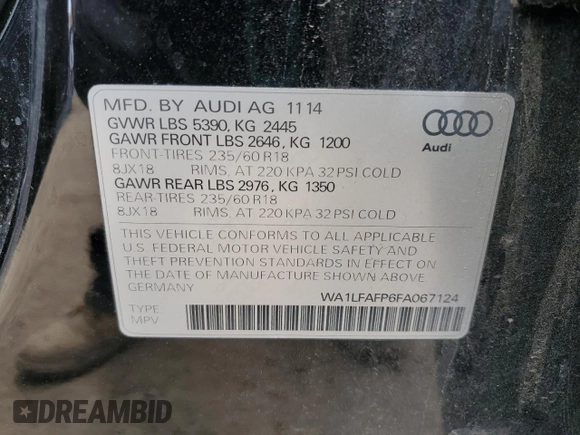 MFD. BY AUDI AG 11 14
GVWR LBS 5390, KG 2445
GAWR FRONT LBS 2646, KG 1200
FRONT-TIRES 235/60 R18
8JX18 RIMS, AT 220 KPA 32 PSI COLD
GAWR REAR LBS 2976, KG 1350
REAR-TIRES 235/60 R18
8JX18 RIMS, AT 220 KPA 32 PSI COLD
Audi
THIS VEHICLE CONFORMS TO ALL APPLICABLE
U.S. FEDERAL MOTOR VEHICLE SAFETY AND
THEFT PREVENTION STANDARDS IN EFFECT ON
THE DATE OF MANUFACTURE SHOWN ABOVE
GERMANY
WA1LFAFP6FA067124
TYPE:
MPV
DREAMBID